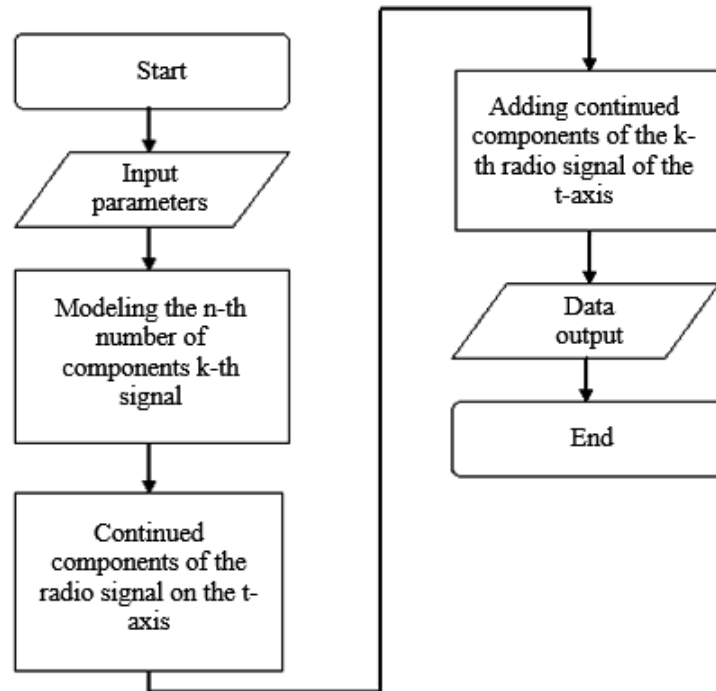 Start
Input
parameters
Modeling the n-th
number of
components k-th
signal
Continued
components of the
radio signal on the t-
axis
Adding continued
components of the k-
th radio signal of the
t-axis
Data
output
End